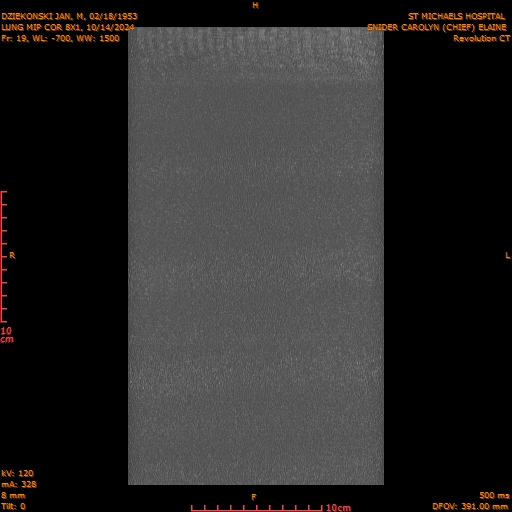 H
DZIEKONSKI JAN, M, 02/18/1953
LUNG MIP COR 8X1, 10/14/2024
Fr: 19, WL: -700, WW: 1500
ST MICHAELS HOSPITAL
SNIDER CAROLYN (CHIEF) ELAINE
Revolution CT
R
L
10
cm
kV: 120
mA: 328
8 mm
Tilt: 0
F
10cm
500 ms
DFOV: 391.00 mm